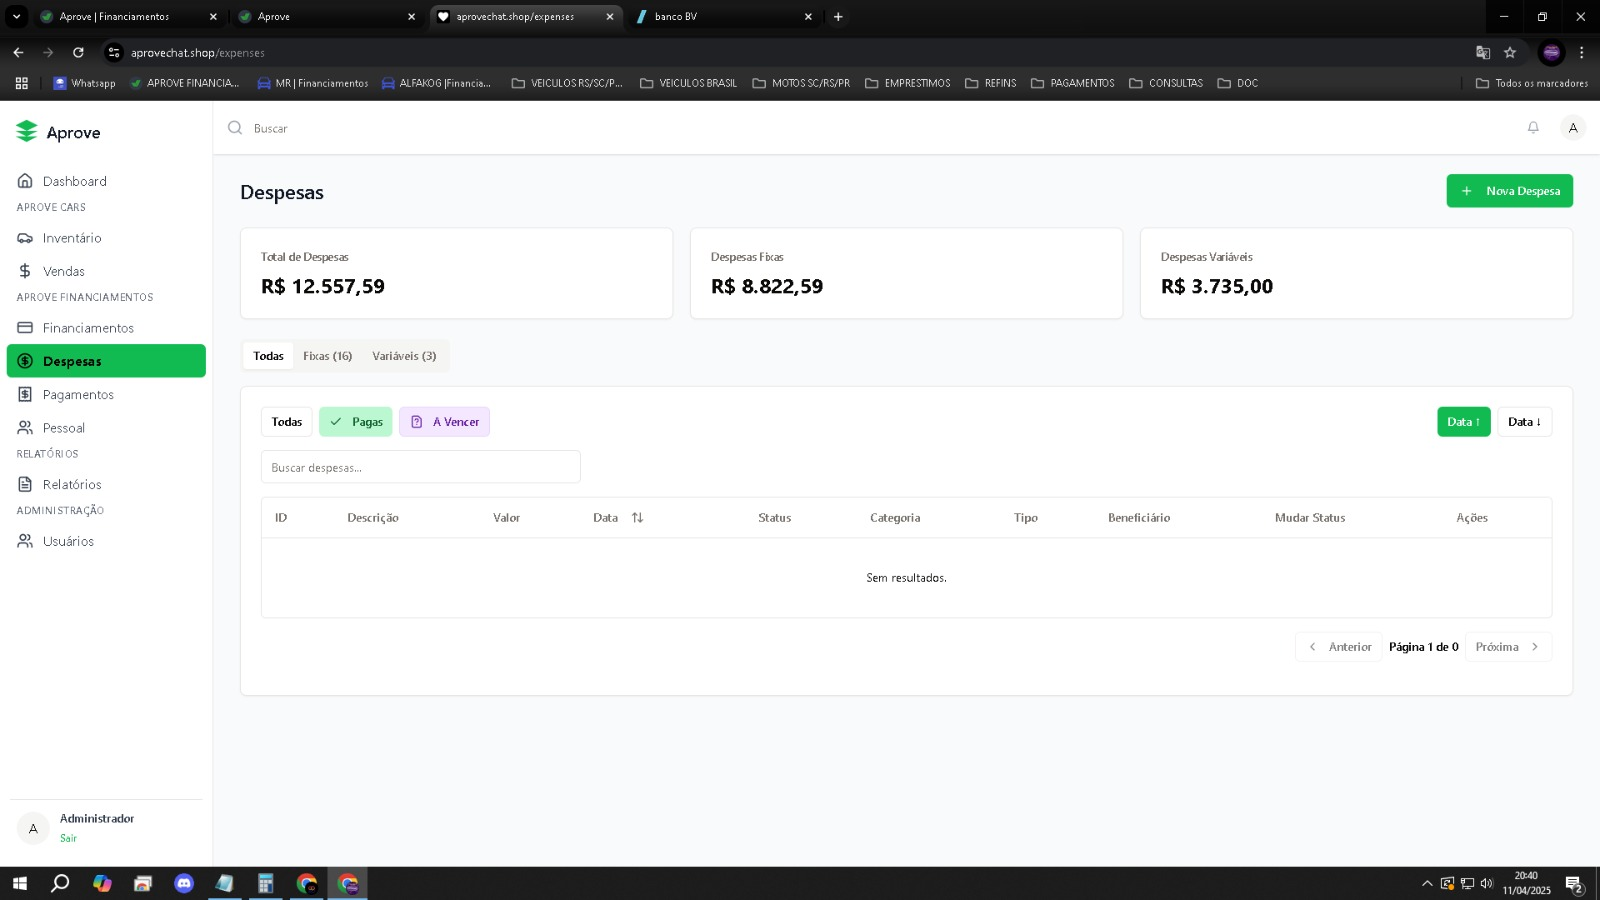 Aprove | Financiamentos
Aprove
aprovechat.shop/expenses
banco BV
aprovechat.shop/expenses
Whatsapp
APROVE FINANCIA...
MR | Financiamentos
ALFAKOG |Financia...
VEICULOS RS/SC/P...
VEICULOS BRASIL
MOTOS SC/RS/PR
EMPRESTIMOS
REFINS
PAGAMENTOS
CONSULTAS
DOC
Todos os marcadores
Aprove
Buscar
A
Dashboard
APROVE CARS
Inventário
Vendas
APROVE FINANCIAMENTOS
Financiamentos
Despesas
Pagamentos
Pessoal
RELATÓRIOS
Relatórios
ADMINISTRAÇÃO
Usuários
A
Administrador
Sair
Despesas
+ Nova Despesa
Total de Despesas
R$ 12.557,59
Despesas Fixas
R$ 8.822,59
Despesas Variáveis
R$ 3.735,00
Todas
Fixas (16)
Variáveis (3)
Todas
Pagas
A Vencer
Data ↑
Data ↓
Buscar despesas...
ID
Descrição
Valor
Data
Status
Categoria
Tipo
Beneficiário
Mudar Status
Ações
Sem resultados.
Anterior
Página 1 de 0
Próxima
20:40
11/04/2025
2